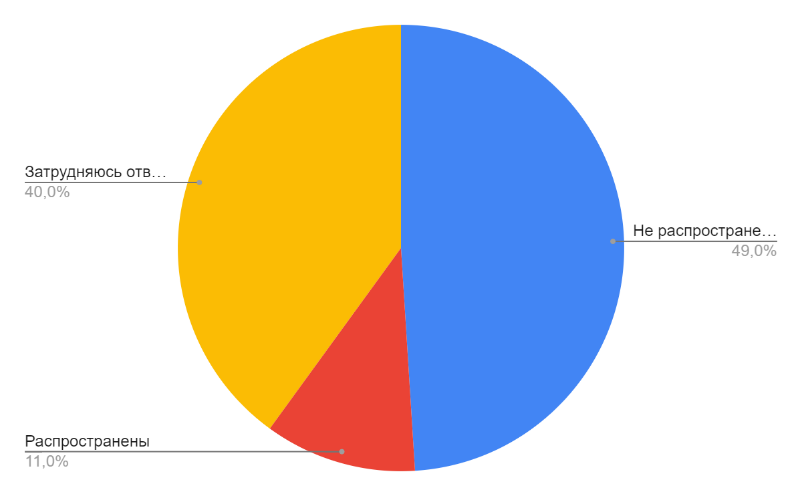 Затрудняюсь отв…
40,0%
Не распростране…
49,0%
Распространены
11,0%